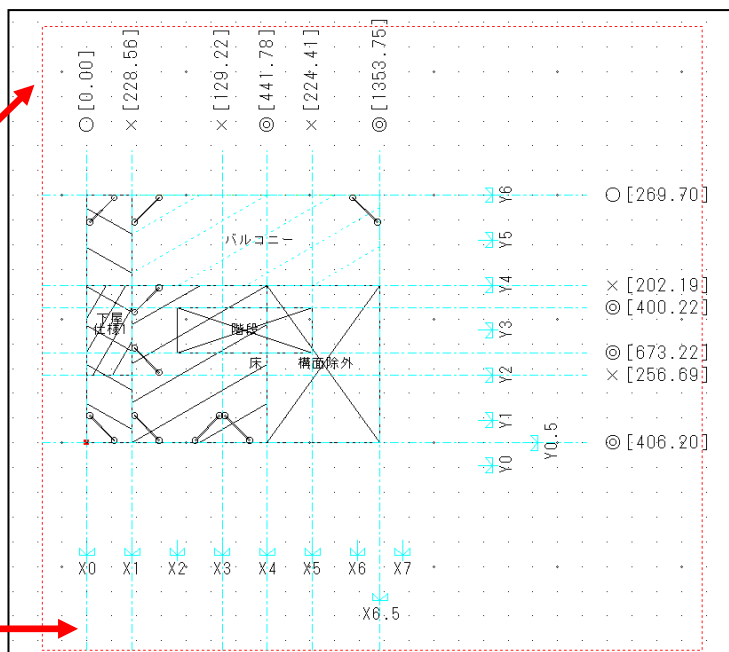 ○[0.00]
×[228.56]
×[129.22]
◎[441.78]
×[224.41]
◎[1353.75]
Y6
○[269.70]
バルコニー
Y5
Y4
×[202.19]
◎[400.22]
下屋
仕様1
階段
Y3
床
構面除外
◎[673.22]
Y2
×[256.69]
Y1
Y0.5
◎[406.20]
Y0
X0
X1
X2
X3
X4
X5
X6
X7
X6.5